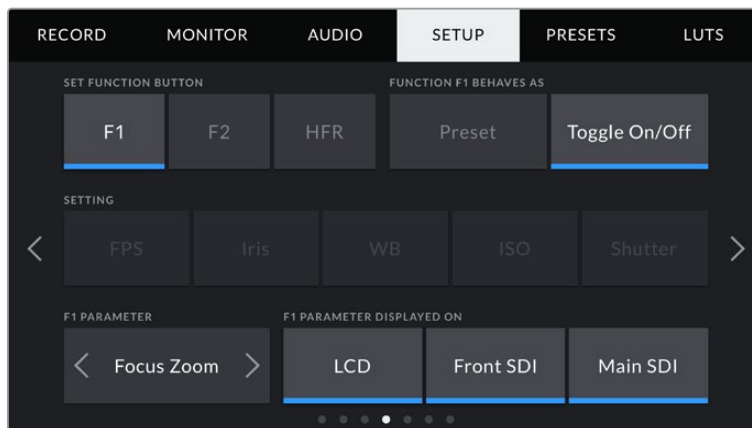 RECORD MONITOR AUDIO SETUP PRESETS LUTS
SET FUNCTION BUTTON FUNCTION F1 BEHAVES AS
F1 F2 HFR Preset Toggle On/Off
SETTING
FPS Iris WB ISO Shutter
F1 PARAMETER F1 PARAMETER DISPLAYED ON
Focus Zoom LCD Front SDI Main SDI